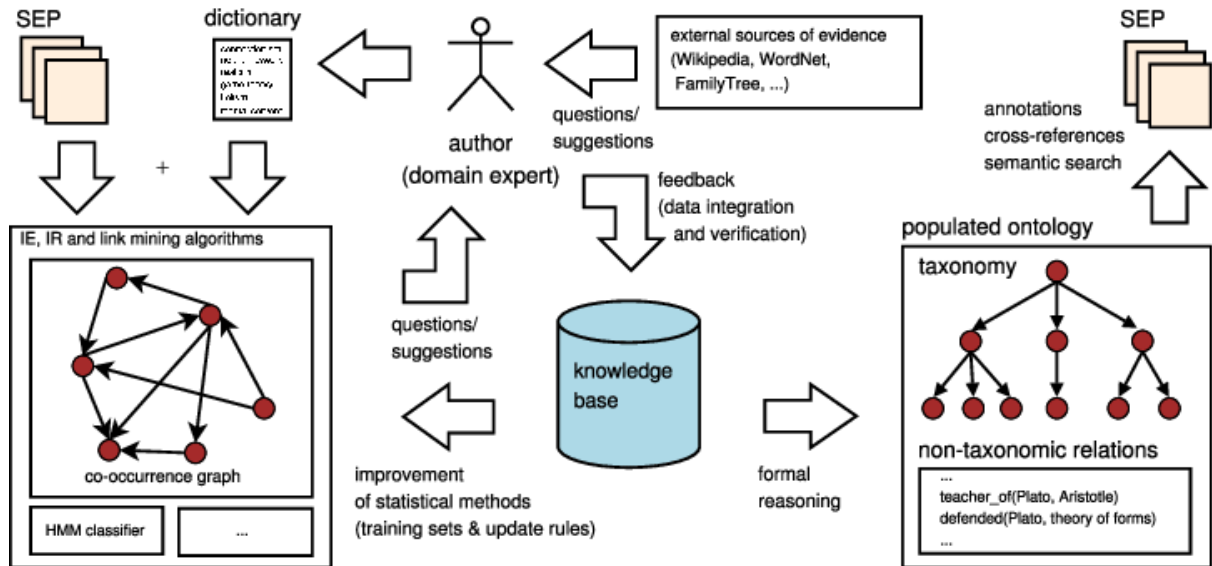 SEP
dictionary
+
author
(domain expert)
external sources of evidence
(Wikipedia, WordNet,
FamilyTree, ...)
questions/
suggestions
feedback
(data integration
and verification)
IE, IR and link mining algorithms
co-occurrence graph
HMM classifier
...
questions/
suggestions
knowledge
base
improvement
of statistical methods
(training sets & update rules)
formal
reasoning
SEP
annotations
cross-references
semantic search
populated ontology
taxonomy
non-taxonomic relations
...
teacher_of(Plato, Aristotle)
defended(Plato, theory of forms)
...